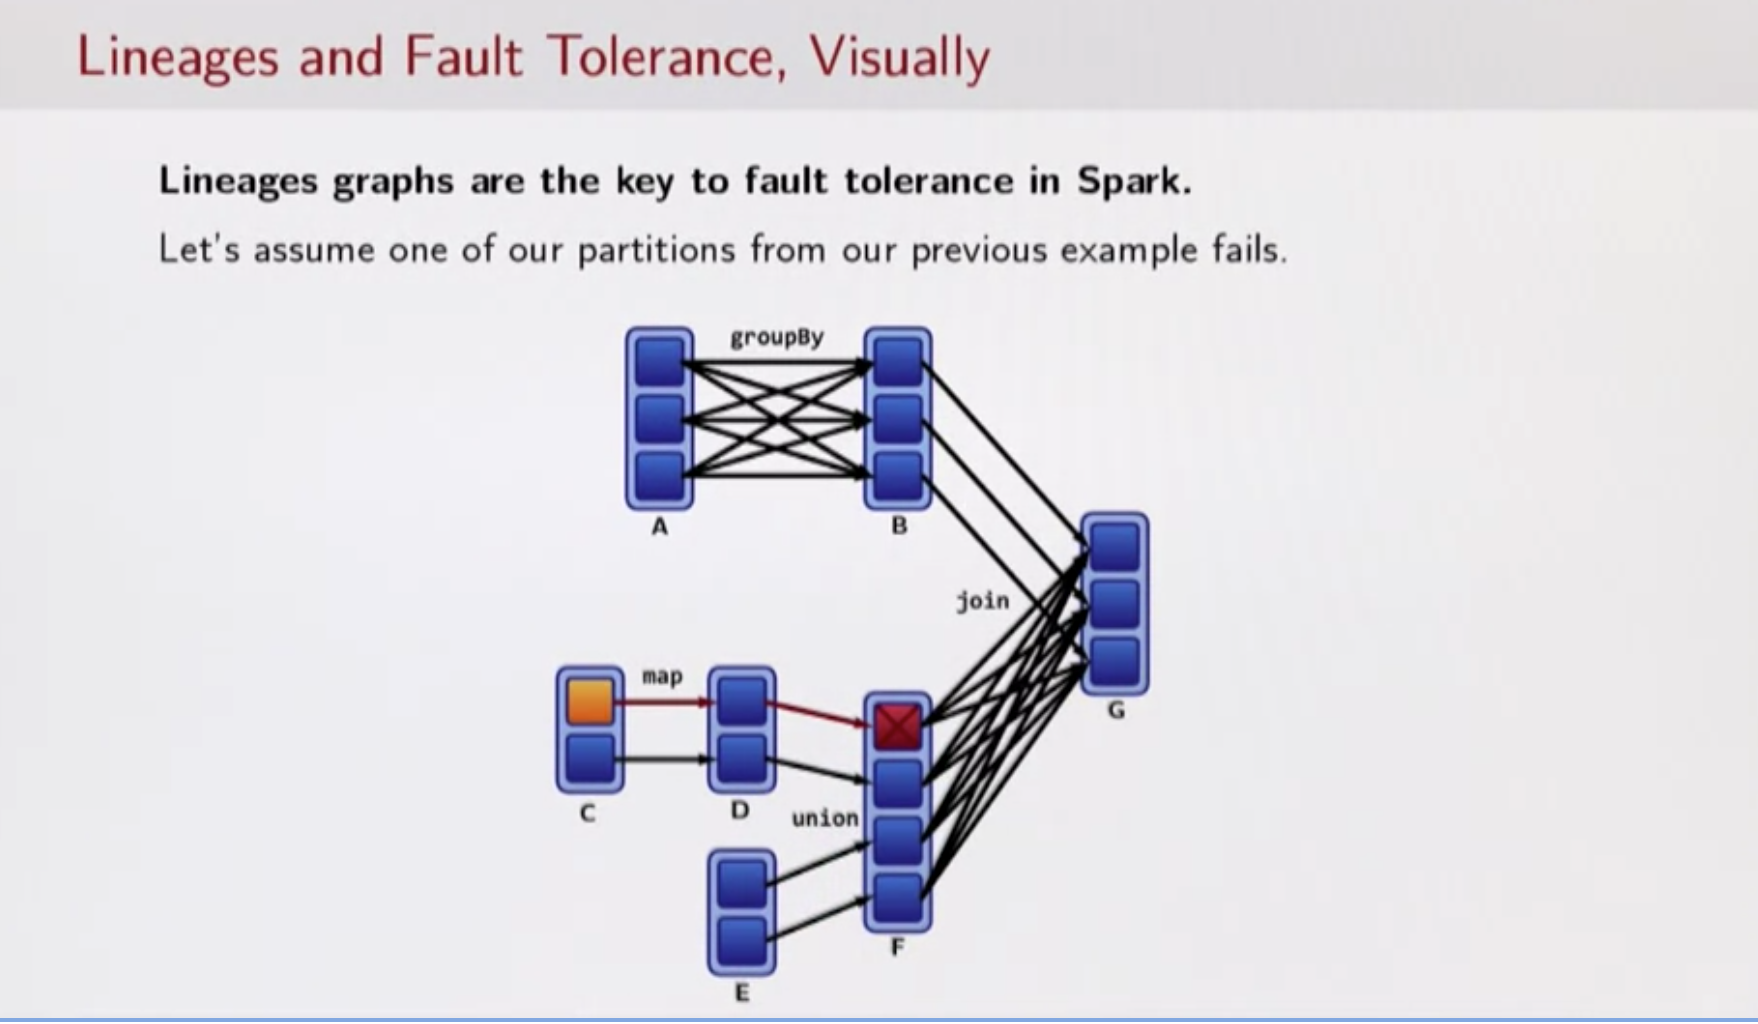 Lineages and Fault Tolerance, Visually
Lineages graphs are the key to fault tolerance in Spark.
Let's assume one of our partitions from our previous example fails.
groupBy
A
B
join
G
map
C
D
union
F
E